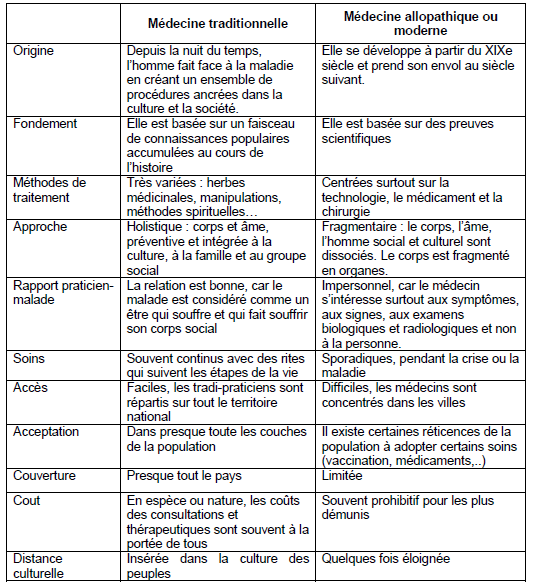 Médecine traditionnelle
Médecine allopathique ou
moderne
Origine
Depuis la nuit du temps,
l'homme fait face à la maladie
en créant un ensemble de
procédures ancrées dans la
culture et la société.
Elle se développe à partir du XIXe
siècle et prend son envol au siècle
suivant.
Fondement
Elle est basée sur un faisceau
de connaissances populaires
accumulées au cours de
l'histoire
Elle est basée sur des preuves
scientifiques
Méthodes de
traitement
Très variées : herbes
médicinales, manipulations,
méthodes spirituelles…
Centrées surtout sur la
technologie, le médicament et la
chirurgie
Approche
Holistique : corps et âme,
préventive et intégrée à la
culture, à la famille et au groupe
social
Fragmentaire : le corps, l'âme,
l'homme social et culturel sont
dissociés. Le corps est fragmenté
en organes.
Rapport praticien-
malade
La relation est bonne, car le
malade est considéré comme un
être qui souffre et qui fait souffrir
son corps social
Impersonnel, car le médecin
s'intéresse surtout aux symptômes,
aux signes, aux examens
biologiques et radiologiques et non
à la personne.
Soins
Souvent continus avec des rites
qui suivent les étapes de la vie
Sporadiques, pendant la crise ou la
maladie
Accès
Faciles, les tradi-praticiens sont
répartis sur tout le territoire
national
Difficiles, les médecins sont
concentrés dans les villes
Acceptation
Dans presque toute les couches
de la population
Il existe certaines réticences de la
population à adopter certains soins
(vaccination, médicaments,..)
Couverture
Presque tout le pays
Limitée
Cout
En espèce ou nature, les coûts
des consultations et
thérapeutiques sont souvent à la
portée de tous
Souvent prohibitif pour les plus
démunis
Distance
culturelle
Insérée dans la culture des
peuples
Quelques fois éloignée